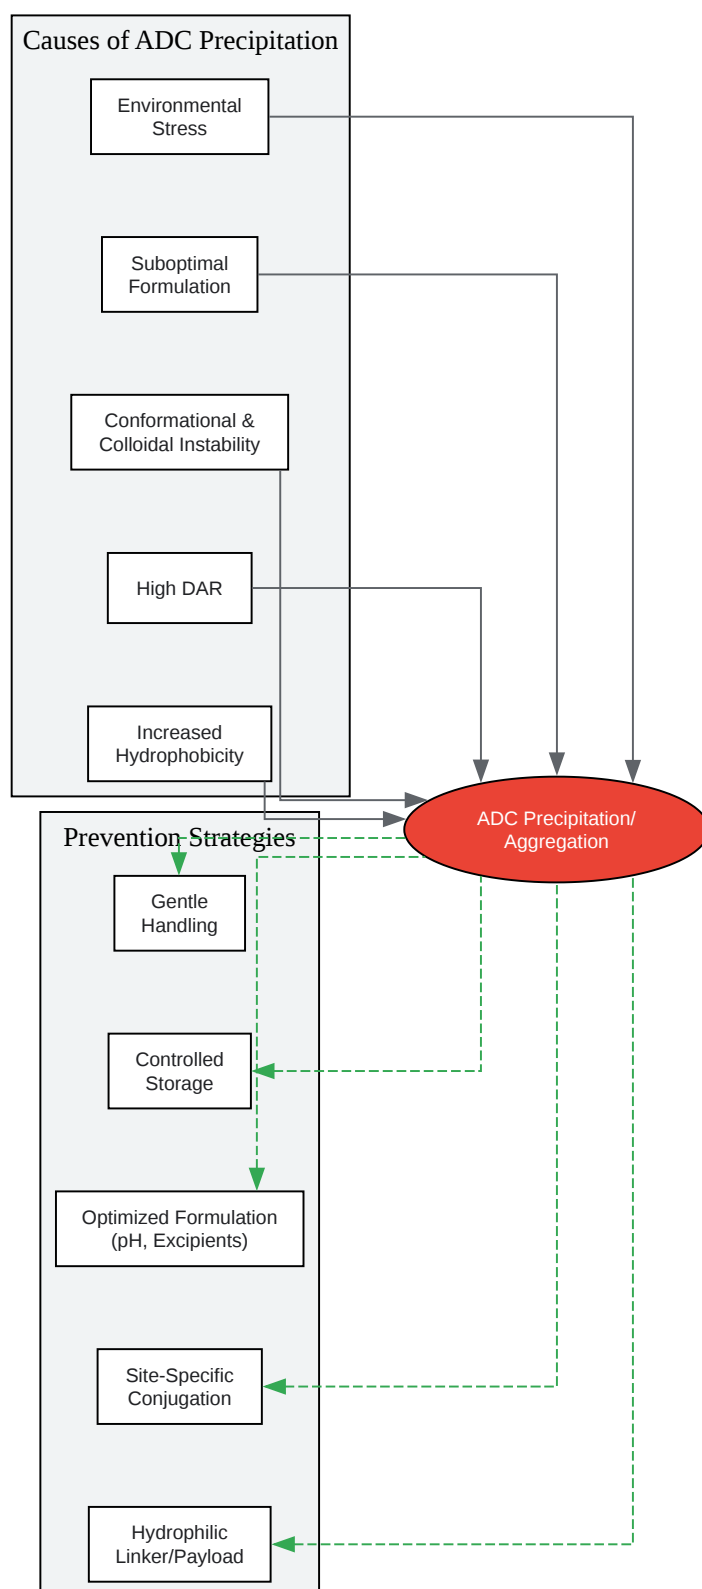 Causes of ADC Precipitation
Environmental
Stress
Suboptimal
Formulation
Conformational &
Colloidal Instability
High DAR
Increased
Hydrophobicity
ADC Precipitation/
Aggregation
Prevention Strategies
Gentle
Handling
Controlled
Storage
Optimized Formulation
(pH, Excipients)
Site-Specific
Conjugation
Hydrophilic
Linker/Payload